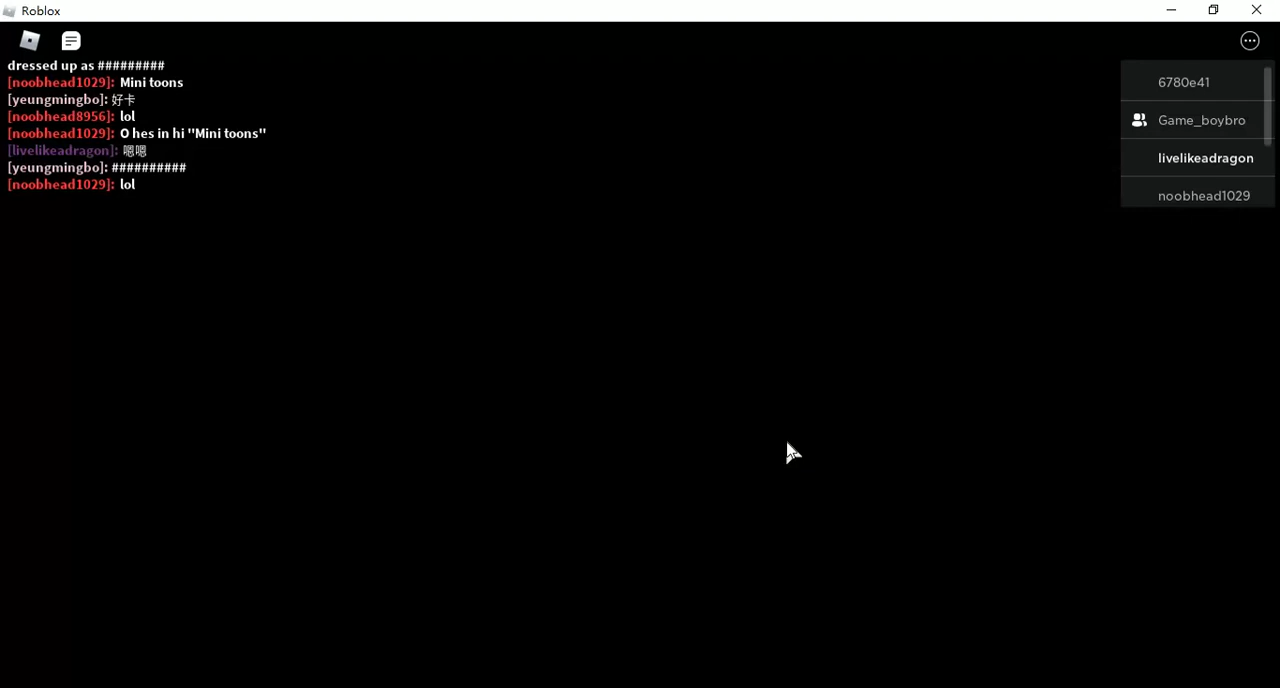 Roblox
dressed up as #########
[noobhead1029]: Mini toons
[yeungmingbo]: 好卡
[noobhead8956]: lol
[noobhead1029]: O hes in hi "Mini toons"
[livelikeadragon]: 嗯嗯
[yeungmingbo]: ##########
[noobhead1029]: lol
6780e41
Game_boybro
livelikeadragon
noobhead1029